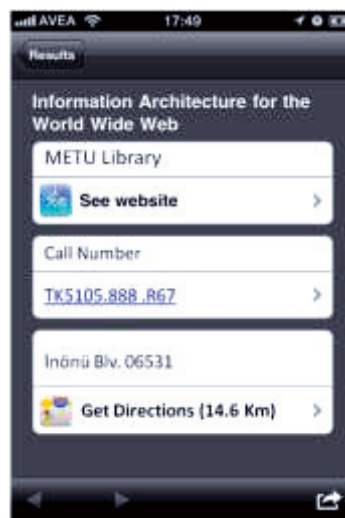 AVEA 17:49
Results
Information Architecture for the
World Wide Web
METU Library
See website
Call Number
TK5105.888 .R67
İnönü Blv. 06531
Get Directions (14.6 Km)